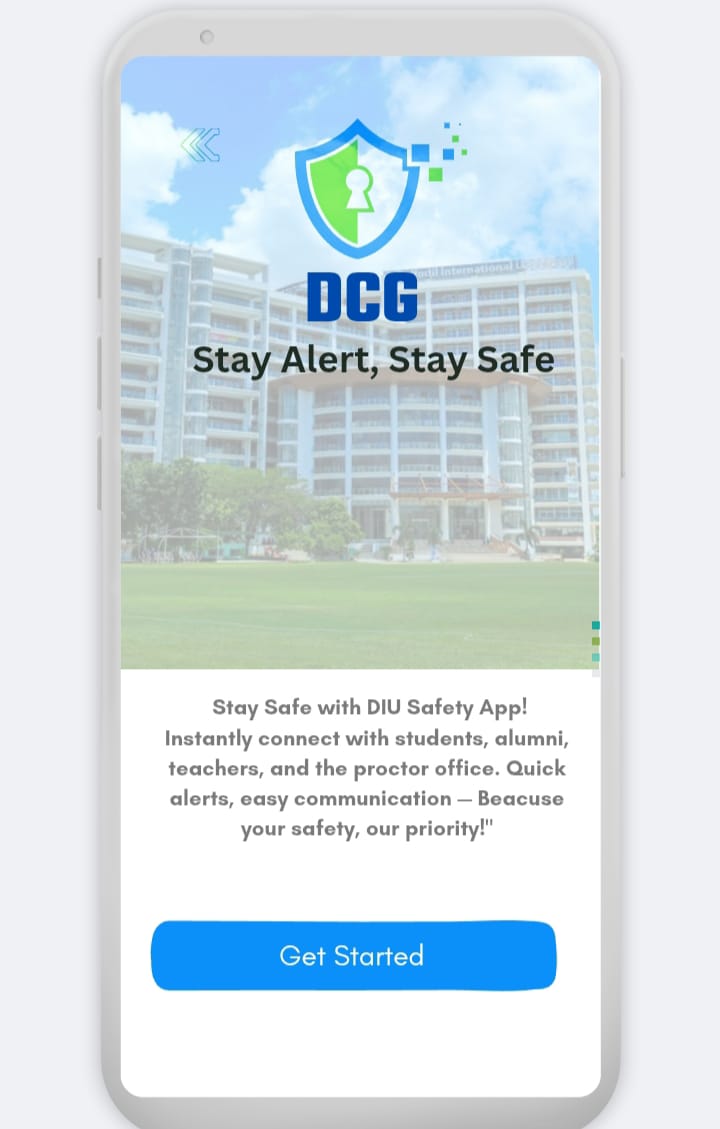 DCG
Stay Alert, Stay Safe
Stay Safe with DIU Safety App!
Instantly connect with students, alumni,
teachers, and the proctor office. Quick
alerts, easy communication — Beacuse
your safety, our priority!"
Get Started